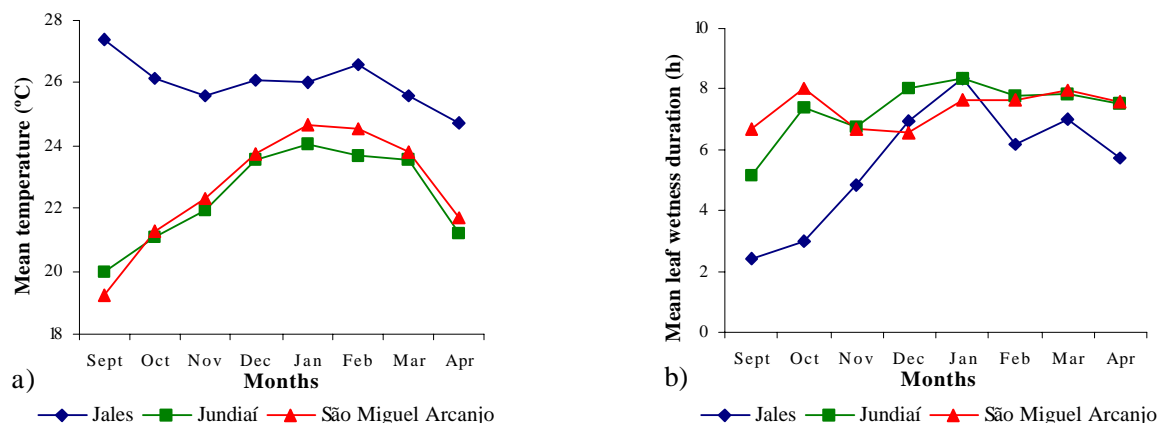 28
26
24
22
20
18
Mean temperature (ºC)
Sept Oct Nov Dec Jan Feb Mar Apr
Months
a)
Jales Jundiaí São Miguel Arcanjo
10
8
6
4
2
0
Mean leaf wetness duration (h)
Sept Oct Nov Dec Jan Feb Mar Apr
Months
b)
Jales Jundiaí São Miguel Arcanjo